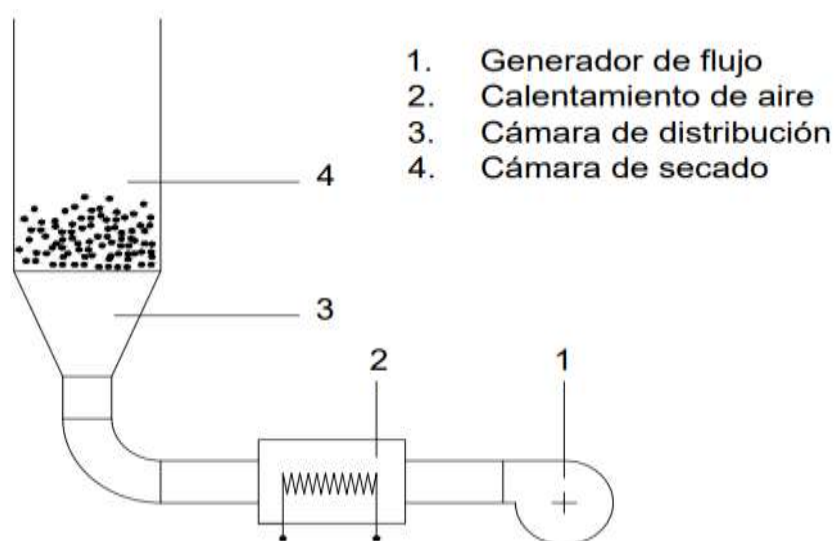 1. Generador de flujo
2. Calentamiento de aire
3. Cámara de distribución
4. Cámara de secado
4
3
2 1